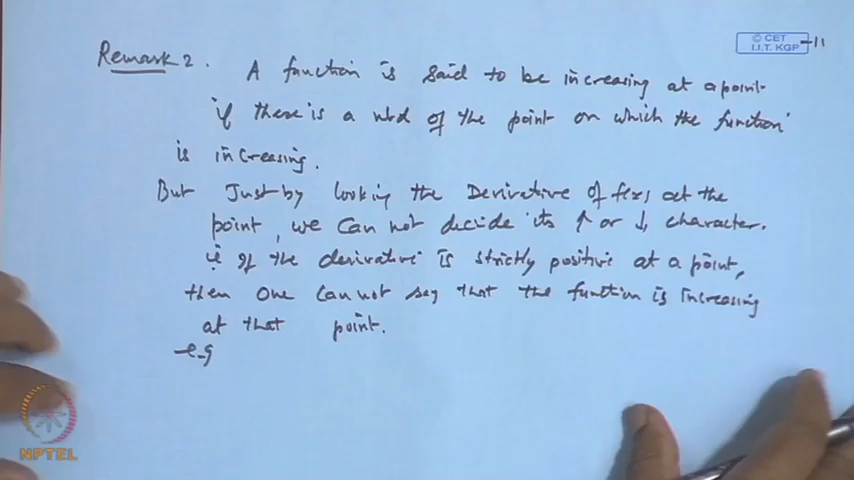 © CET
I.I.T. KGP
11
Remark 2. A function is said to be increasing at a point
if there is a nbd of the point on which the function
is increasing.
But Just by looking the Derivative of f(x) at the
point, we can not decide its ↑ or ↓ character.
ie If the derivative is strictly positive at a point,
then one can not say that the function is increasing
at that point.
e.g
NPTEL